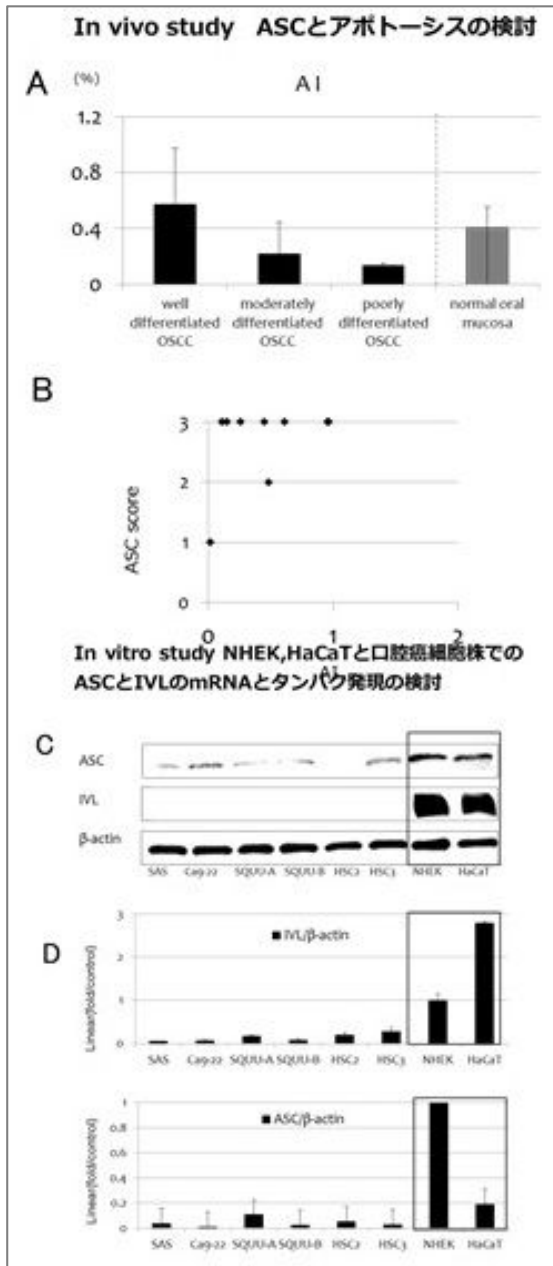 In vivo study ASCとアポトーシスの検討
A
(%)
AI
1.2
0.8
0.4
0
well differentiated OSCC
moderately differentiated OSCC
poorly differentiated OSCC
normal oral mucosa
B
ASC score
3
2
1
0
0 1 2
AI
In vitro study NHEK,HaCaTと口腔癌細胞株での
ASCとIVLのmRNAとタンパク発現の検討
C
ASC
IVL
β-actin
SAS Ca9-22 SQUU-A SQUU-B HSC2 HSC3 NHEK HaCaT
D
Linear(fold/control)
3
2
1
0
IVL/β-actin
SAS Ca9-22 SQUU-A SQUU-B HSC2 HSC3 NHEK HaCaT
Linear(fold/control)
1
0.8
0.6
0.4
0.2
0
ASC/β-actin
SAS Ca9-22 SQUU-A SQUU-B HSC2 HSC3 NHEK HaCaT